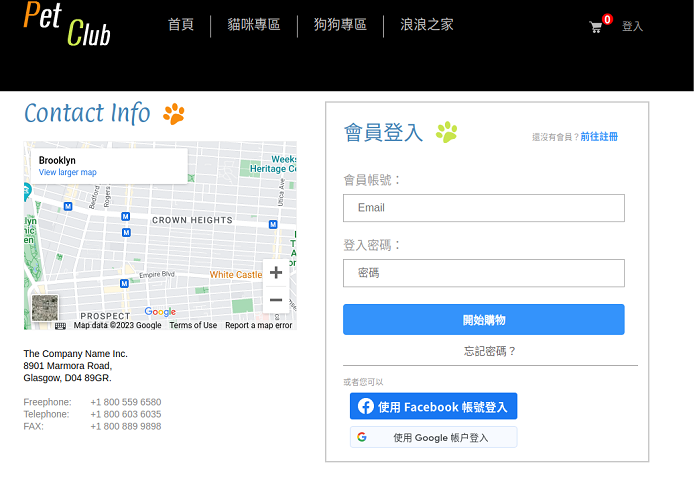 Pet
Club
首頁
貓咪專區
狗狗專區
浪浪之家
0
登入
Contact Info
Brooklyn
View larger map
Weeks
Heritage Ce
Bedford
Rogers
Utica Ave
M
M
M
M
M
CROWN HEIGHTS
lyn
nic
en
Empire Blvd
White Castle
PROSPECT
Google
Map data ©2023 Google
Terms of Use
Report a map error
The Company Name Inc.
8901 Marmora Road,
Glasgow, D04 89GR.
Freephone: +1 800 559 6580
Telephone: +1 800 603 6035
FAX: +1 800 889 9898
會員登入
還沒有會員？前往註冊
會員帳號：
Email
登入密碼：
密碼
開始購物
忘記密碼？
或者您可以
使用 Facebook 帳號登入
使用 Google 帳户登入